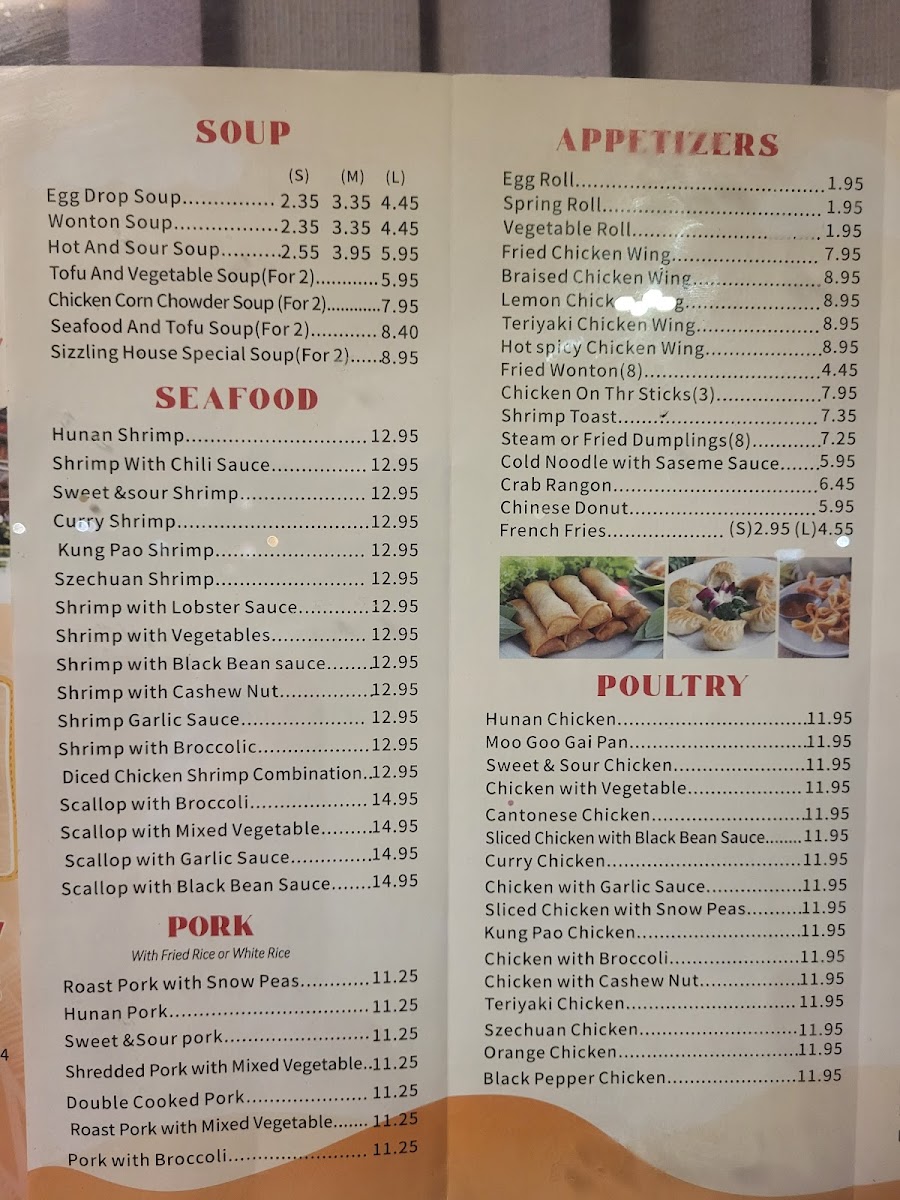 SOUP
(S) (M) (L)
Egg Drop Soup............... 2.35 3.35 4.45
Wonton Soup.................2.35 3.35 4.45
Hot And Sour Soup..........2.55 3.95 5.95
Tofu And Vegetable Soup(For 2)............5.95
Chicken Corn Chowder Soup (For 2)............7.95
Seafood And Tofu Soup(For 2)............ 8.40
Sizzling House Special Soup(For 2)......8.95
SEAFOOD
Hunan Shrimp.............................. 12.95
Shrimp With Chili Sauce................ 12.95
Sweet &sour Shrimp..................... 12.95
Curry Shrimp................................12.95
Kung Pao Shrimp......................... 12.95
Szechuan Shrimp......................... 12.95
Shrimp with Lobster Sauce............12.95
Shrimp with Vegetables................ 12.95
Shrimp with Black Bean sauce.......12.95
Shrimp with Cashew Nut...............12.95
Shrimp Garlic Sauce..................... 12.95
Shrimp with Broccolic..................12.95
Diced Chicken Shrimp Combination..12.95
Scallop with Broccoli....................14.95
Scallop with Mixed Vegetable........14.95
Scallop with Garlic Sauce..............14.95
Scallop with Black Bean Sauce.......14.95
PORK
With Fried Rice or White Rice
Roast Pork with Snow Peas............11.25
Hunan Pork..................................11.25
Sweet &Sour pork.........................11.25
Shredded Pork with Mixed Vegetable..11.25
Double Cooked Pork..................... 11.25
Roast Pork with Mixed Vegetable....... 11.25
Pork with Broccoli........................ 11.25
4
APPETIZERS
Egg Roll.........................................1.95
Spring Roll.................................... 1.95
Vegetable Roll............................... 1.95
Fried Chicken Wing......................... 7.95
Braised Chicken Wing......................8.95
Lemon 8.95
Teriyaki Chicken Wing.....................8.95
Hot spicy Chicken Wing...................8.95
Fried Wonton(8).............................4.45
Chicken On Thr Sticks(3)..................7.95
Shrimp Toast..................................7.35
Steam or Fried Dumplings(8)............7.25
Cold Noodle with Saseme Sauce.......5.95
Crab Rangon..................................6.45
Chinese Donut................................5.95
French Fries..................... (S)2.95 (L)4.55
POULTRY
Hunan Chicken................................11.95
Moo Goo Gai Pan.............................11.95
Sweet & Sour Chicken......................11.95
Chicken with Vegetable.................... 11.95
Cantonese Chicken..........................11.95
Sliced Chicken with Black Bean Sauce........ 11.95
Curry Chicken.................................11.95
Chicken with Garlic Sauce.................11.95
Sliced Chicken with Snow Peas..........11.95
Kung Pao Chicken............................11.95
Chicken with Broccoli.......................11.95
Chicken with Cashew Nut..................11.95
Teriyaki Chicken............................. 11.95
Szechuan Chicken............................11.95
Orange Chicken...............................11.95
Black Pepper Chicken......................11.95